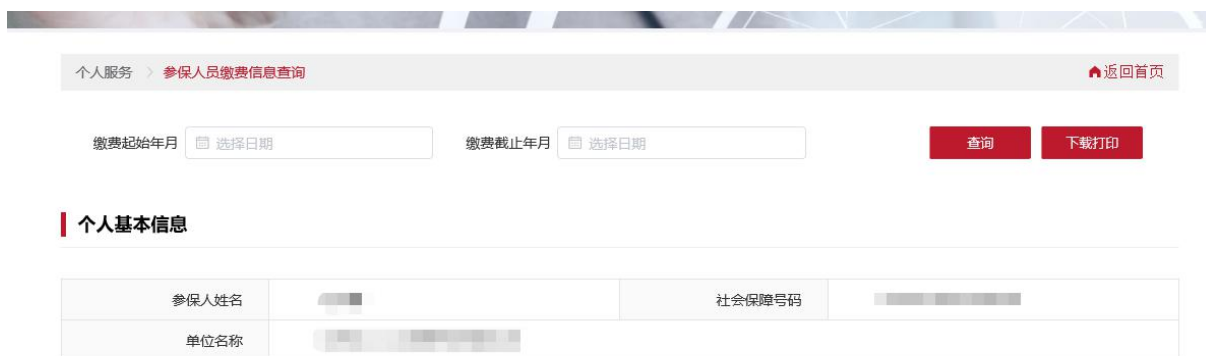 个人服务 > 参保人员缴费信息查询 返回首页
缴费起始年月 选择日期 缴费截止年月 选择日期 查询 下载打印
个人基本信息
参保人姓名 社会保障号码
单位名称